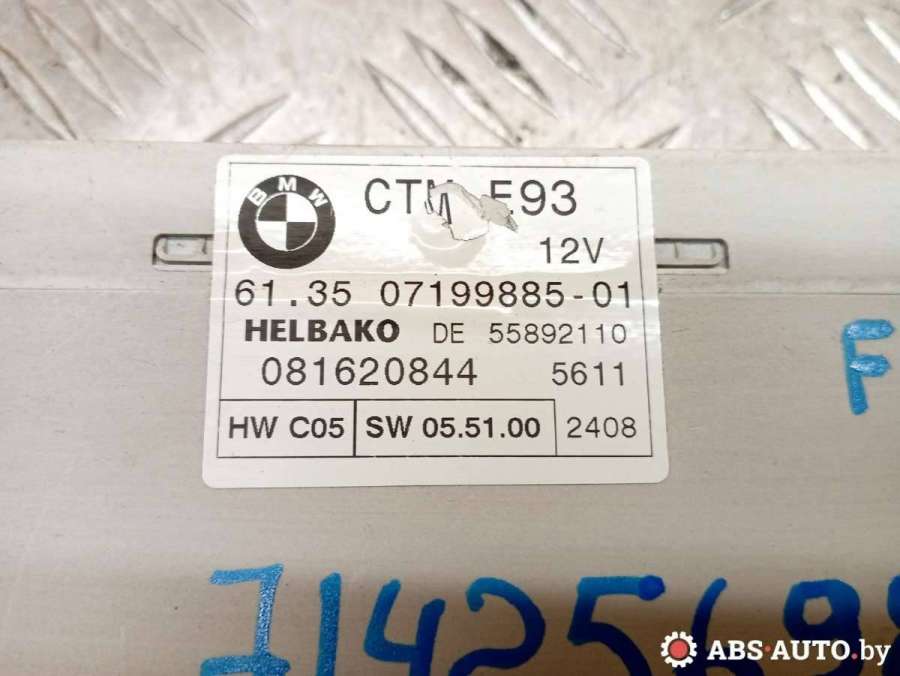 BMW
CTM E93
12V
61.35 07199885-01
HELBAKO DE 55892110
081620844 5611
HW C05 SW 05.51.00 2408
F
7142569
ABS-AUTO.by